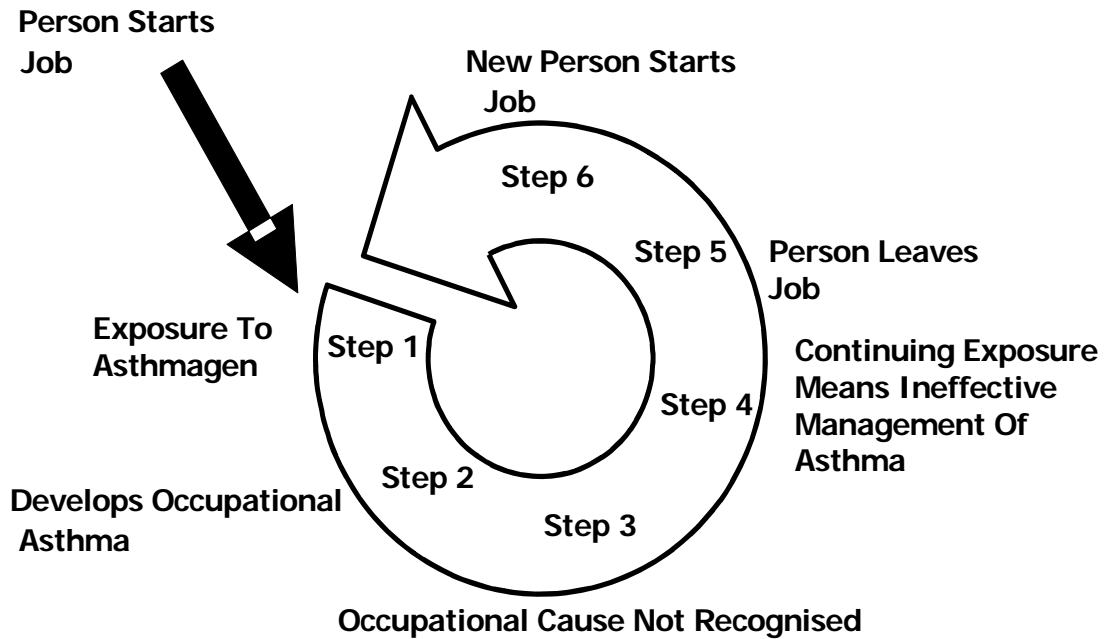 Person Starts
Job
New Person Starts
Job
Step 6
Step 5
Person Leaves
Job
Exposure To
Asthmagen
Step 1
Continuing Exposure
Means Ineffective
Management Of
Asthma
Step 4
Step 2
Develops Occupational
Asthma
Step 3
Occupational Cause Not Recognised